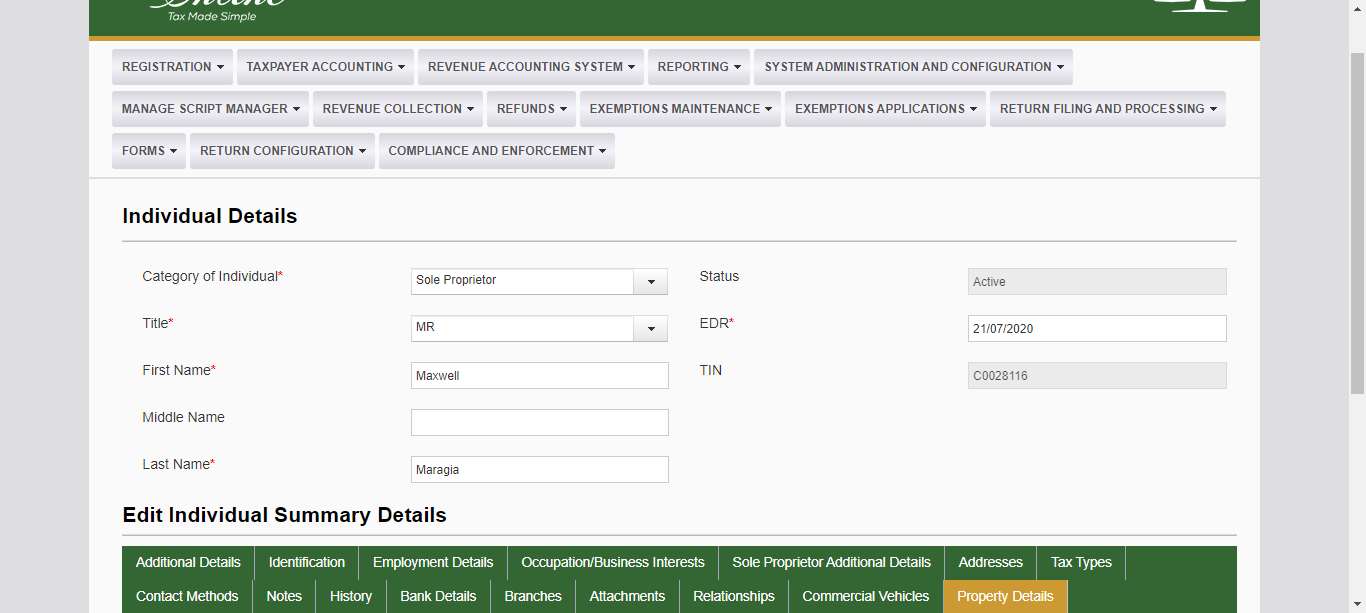 Tax Made Simple
REGISTRATION TAXPAYER ACCOUNTING REVENUE ACCOUNTING SYSTEM REPORTING SYSTEM ADMINISTRATION AND CONFIGURATION
MANAGE SCRIPT MANAGER REVENUE COLLECTION REFUNDS EXEMPTIONS MAINTENANCE EXEMPTIONS APPLICATIONS RETURN FILING AND PROCESSING
FORMS RETURN CONFIGURATION COMPLIANCE AND ENFORCEMENT
Individual Details
Category of Individual* Sole Proprietor Status Active
Title* MR EDR* 21/07/2020
First Name* Maxwell TIN C0028116
Middle Name
Last Name* Maragia
Edit Individual Summary Details
Additional Details Identification Employment Details Occupation/Business Interests Sole Proprietor Additional Details Addresses Tax Types
Contact Methods Notes History Bank Details Branches Attachments Relationships Commercial Vehicles Property Details